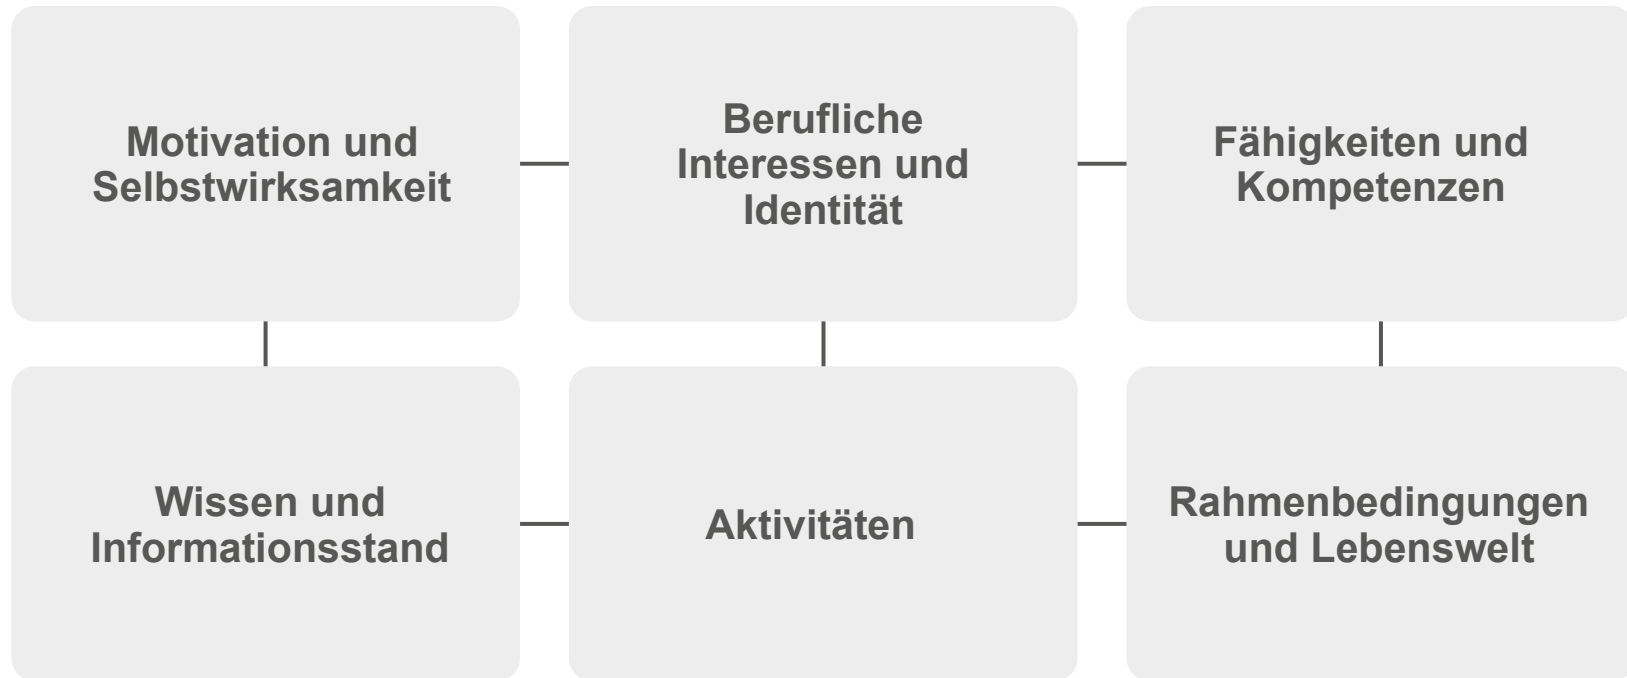 Motivation und
Selbstwirksamkeit
Berufliche
Interessen und
Identität
Fähigkeiten und
Kompetenzen
Wissen und
Informationsstand
Aktivitäten
Rahmenbedingungen
und Lebenswelt